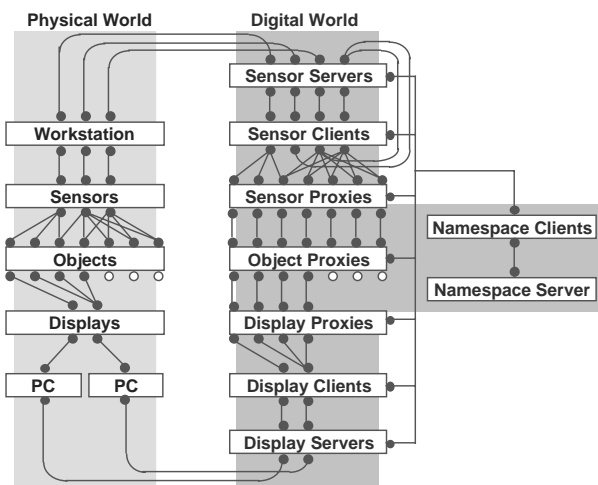 Physical World
Digital World
Sensor Servers
Workstation
Sensor Clients
Sensors
Sensor Proxies
Namespace Clients
Objects
Object Proxies
Namespace Server
Displays
Display Proxies
PC
PC
Display Clients
Display Servers